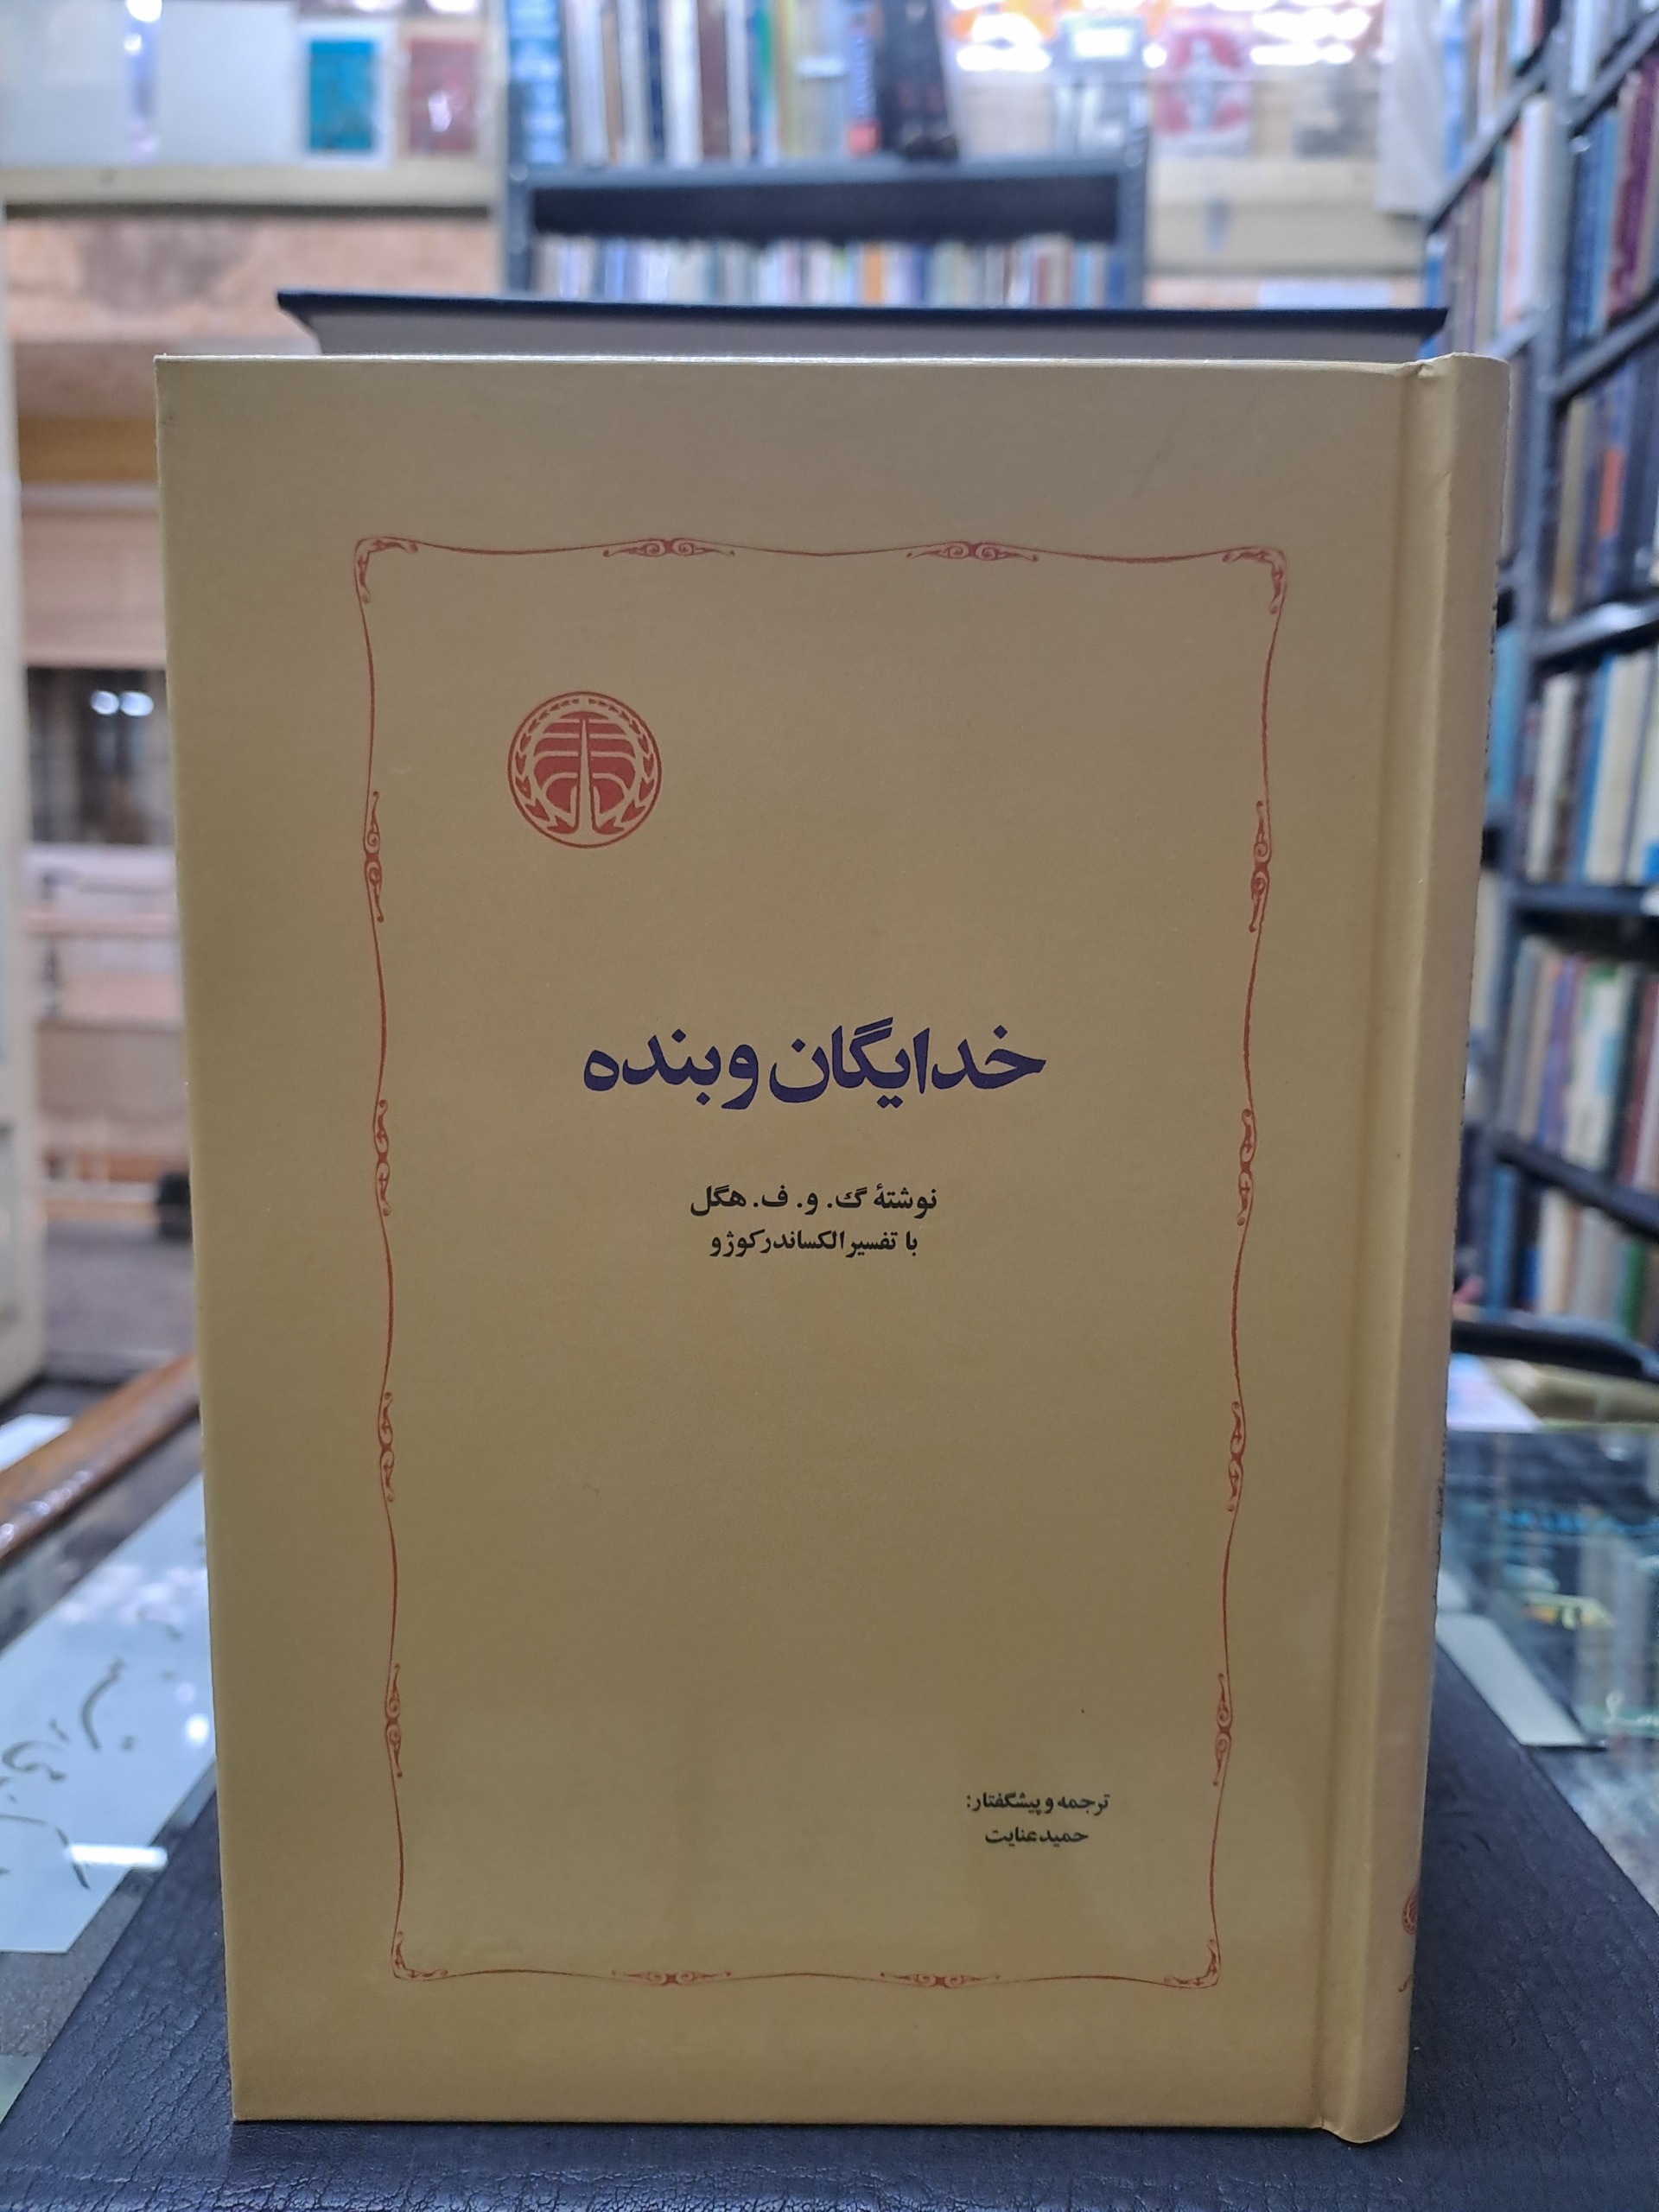 خدایگان و بنده
نوشتهٔ گ. و. ف. هگل
با تفسیر الکساندر کوژو
ترجمه و پیشگفتار:
حمید عنایت